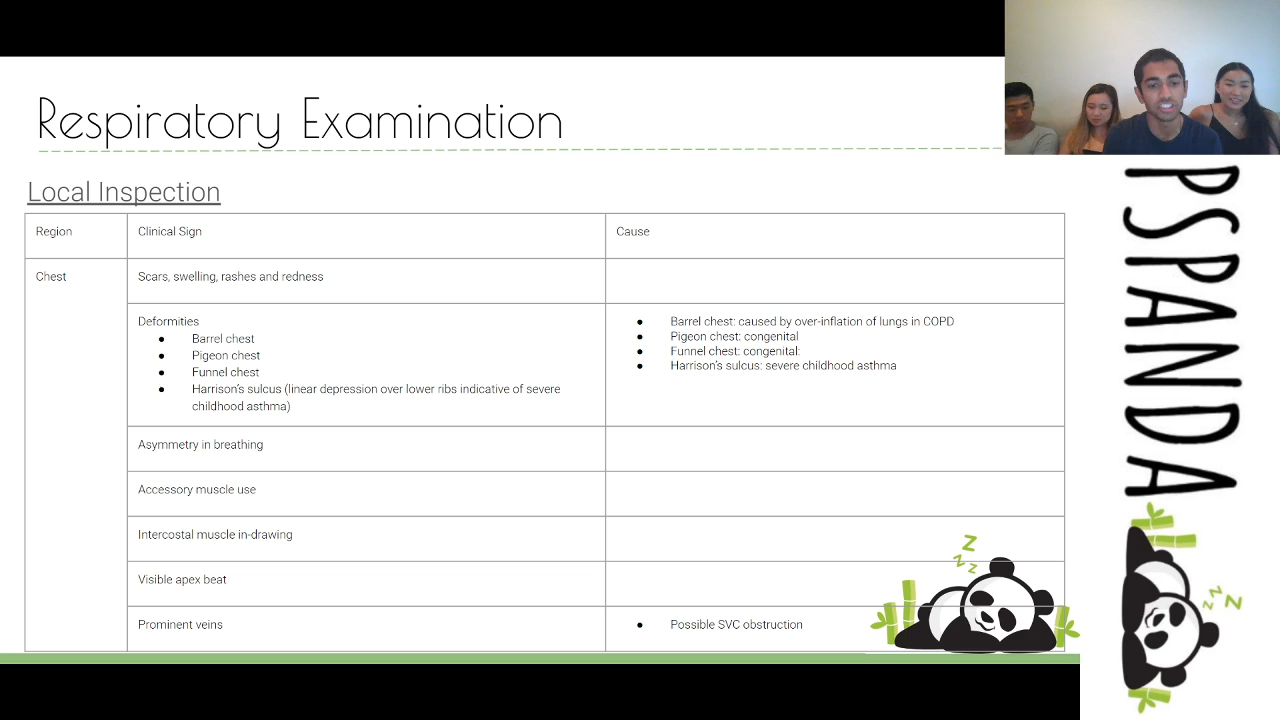 Respiratory Examination
Local Inspection
Region
Clinical Sign
Cause
Chest
Scars, swelling, rashes and redness
Deformities
● Barrel chest
● Pigeon chest
● Funnel chest
● Harrison's sulcus (linear depression over lower ribs indicative of severe
childhood asthma)
● Barrel chest: caused by over-inflation of lungs in COPD
● Pigeon chest: congenital
● Funnel chest: congenital:
● Harrison's sulcus: severe childhood asthma
Asymmetry in breathing
Accessory muscle use
Intercostal muscle in-drawing
Visible apex beat
Prominent veins
● Possible SVC obstruction
z
z z
PSPANDA
z z z